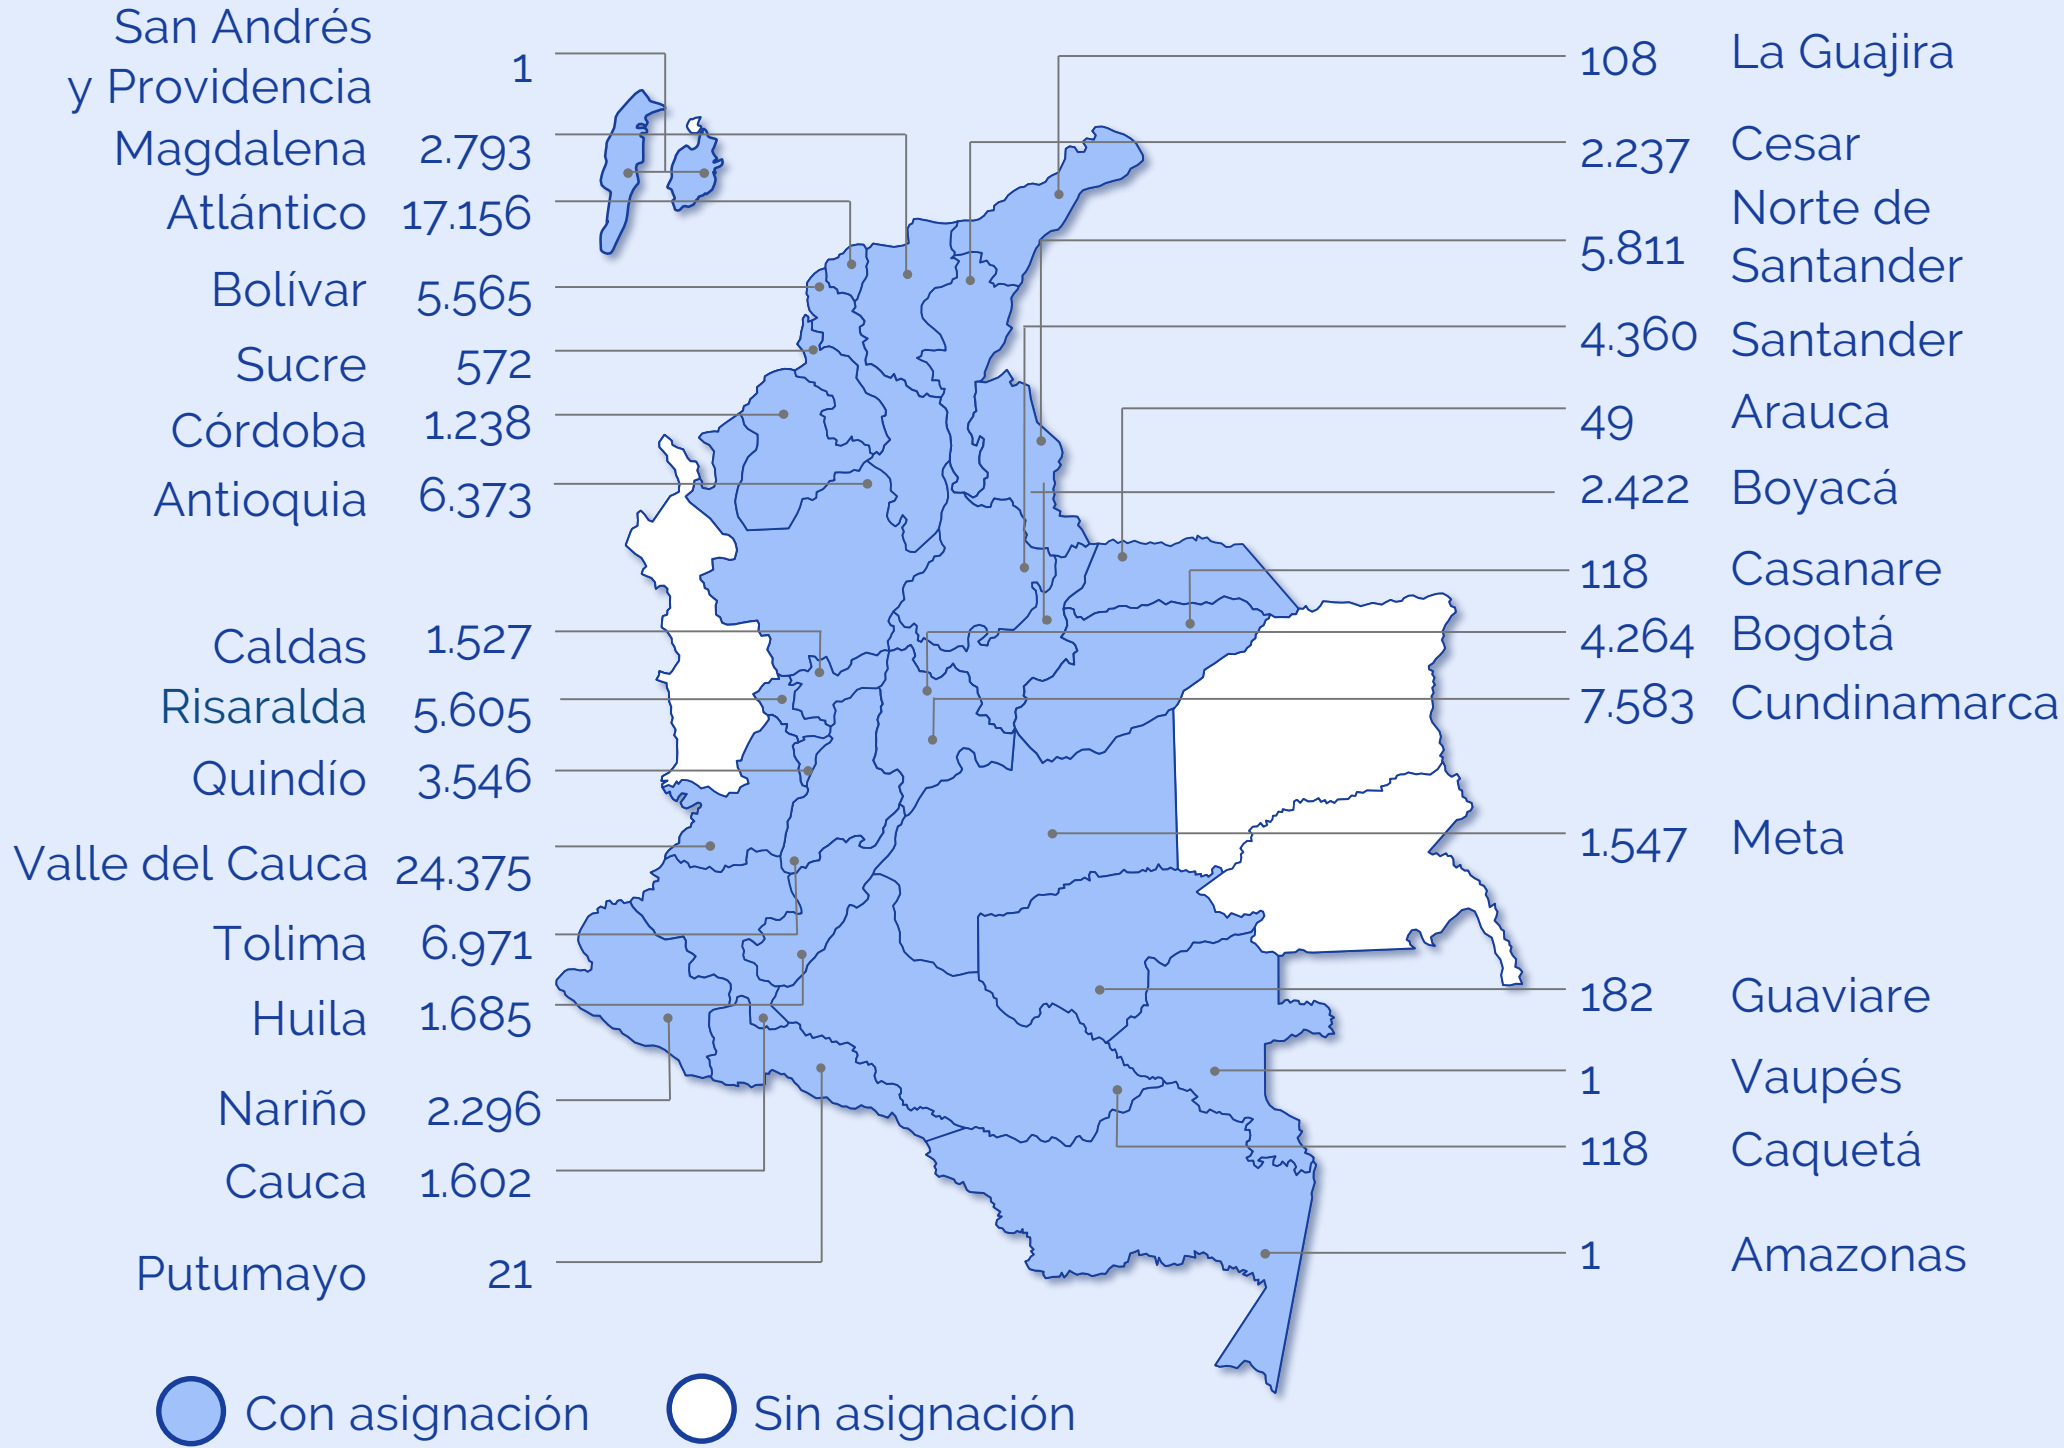 San Andrés
y Providencia 1
Magdalena 2.793
Atlántico 17.156
Bolívar 5.565
Sucre 572
Córdoba 1.238
Antioquia 6.373
Caldas 1.527
Risaralda 5.605
Quindío 3.546
Valle del Cauca 24.375
Tolima 6.971
Huila 1.685
Nariño 2.296
Cauca 1.602
Putumayo 21
108 La Guajira
2.237 Cesar
5.811 Norte de
Santander
4.360 Santander
49 Arauca
2.422 Boyacá
118 Casanare
4.264 Bogotá
7.583 Cundinamarca
1.547 Meta
182 Guaviare
1 Vaupés
118 Caquetá
1 Amazonas
Con asignación
Sin asignación